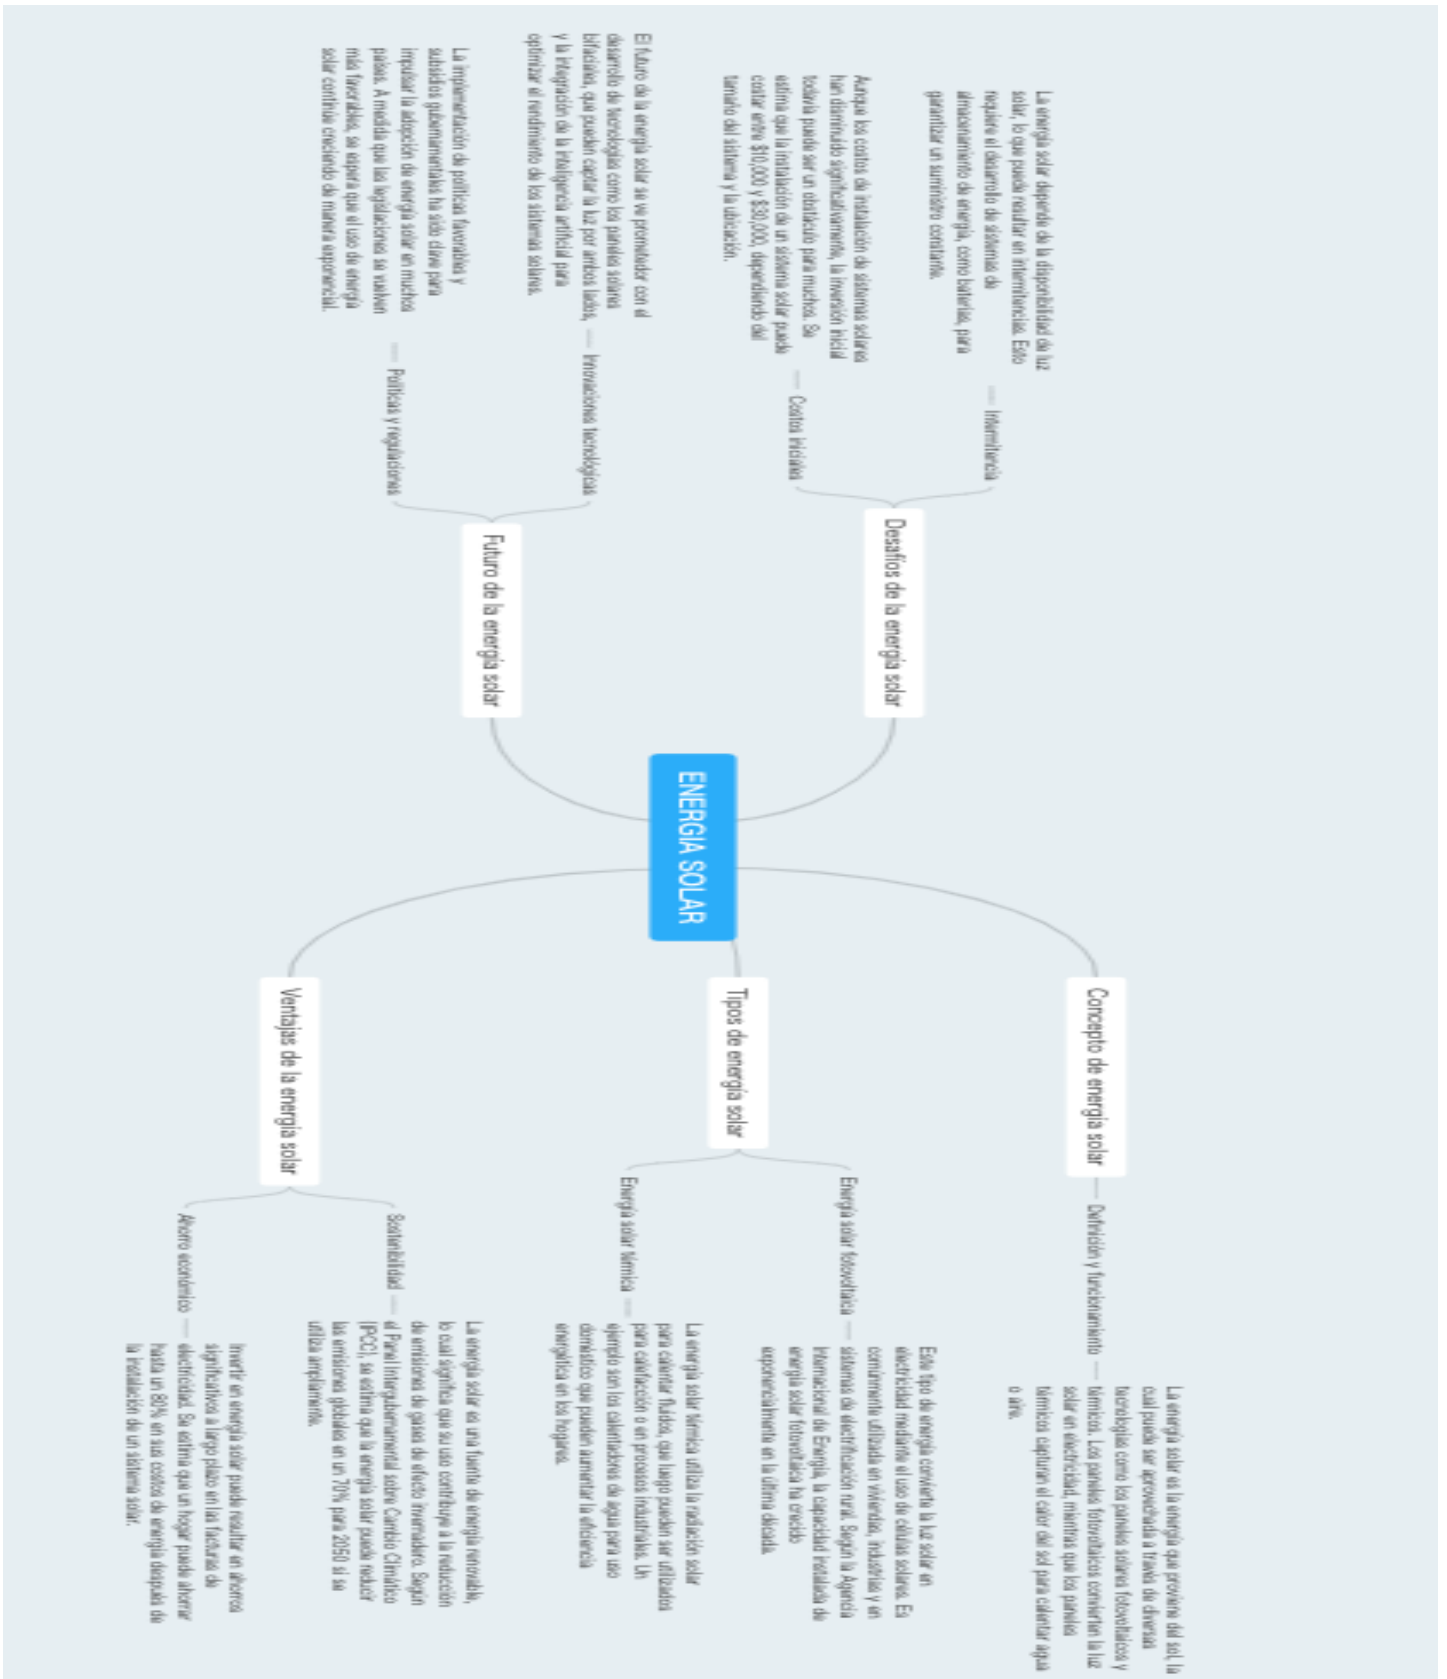 ENERGIA SOLAR
Concepto de energía solar
Definición y funcionamiento
La energía solar es la energía que proviene del sol, la
cual puede ser aprovechada a través de diversas
tecnologías como los paneles solares fotovoltaicos y
térmicos. Los paneles fotovoltaicos convierten la luz
solar en electricidad, mientras que los paneles
térmicos capturan el calor del sol para calentar agua
o aire.
Tipos de energía solar
Energía solar fotovoltaica
Este tipo de energía convierte la luz solar en
electricidad mediante el uso de células solares. Es
comúnmente utilizada en viviendas, industrias y en
sistemas de electrificación rural. Según la Agencia
Internacional de Energía, la capacidad instalada de
energía solar fotovoltaica ha crecido
exponencialmente en la última década.
Energía solar térmica
La energía solar térmica utiliza la radiación solar
para calentar fluidos, que luego pueden ser utilizados
para calefacción o en procesos industriales. Un
ejemplo son los calentadores de agua para uso
doméstico que pueden aumentar la eficiencia
energética en los hogares.
Ventajas de la energía solar
Sostenibilidad
La energía solar es una fuente de energía renovable,
lo cual significa que su uso contribuye a la reducción
de emisiones de gases de efecto invernadero. Según
el Panel Intergubernamental sobre Cambio Climático
(IPCC), se estima que la energía solar puede reducir
las emisiones globales en un 70% para 2050 si se
utiliza ampliamente.
Ahorro económico
Invertir en energía solar puede resultar en ahorros
significativos a largo plazo en las facturas de
electricidad. Se estima que un hogar puede ahorrar
hasta un 80% en sus costos de energía después de
la instalación de un sistema solar.
Desafíos de la energía solar
Intermitencia
La energía solar depende de la disponibilidad de luz
solar, lo que puede resultar en intermitencias. Esto
requiere el desarrollo de sistemas de
almacenamiento de energía, como baterías, para
garantizar un suministro constante.
Costos iniciales
Aunque los costos de instalación de sistemas solares
han disminuido significativamente, la inversión inicial
todavía puede ser un obstáculo para muchos. Se
estima que la instalación de un sistema solar puede
costar entre $10,000 y $30,000, dependiendo del
tamaño del sistema y la ubicación.
Futuro de la energía solar
Innovaciones tecnológicas
El futuro de la energía solar se ve prometedor con el
desarrollo de tecnologías como los paneles solares
bifaciales, que pueden captar la luz por ambos lados,
y la integración de la inteligencia artificial para
optimizar el rendimiento de los sistemas solares.
Políticas y regulaciones
La implementación de políticas favorables y
subsidios gubernamentales ha sido clave para
impulsar la adopción de energía solar en muchos
países. A medida que las legislaciones se vuelven
más favorables, se espera que el uso de energía
solar continúe creciendo de manera exponencial.